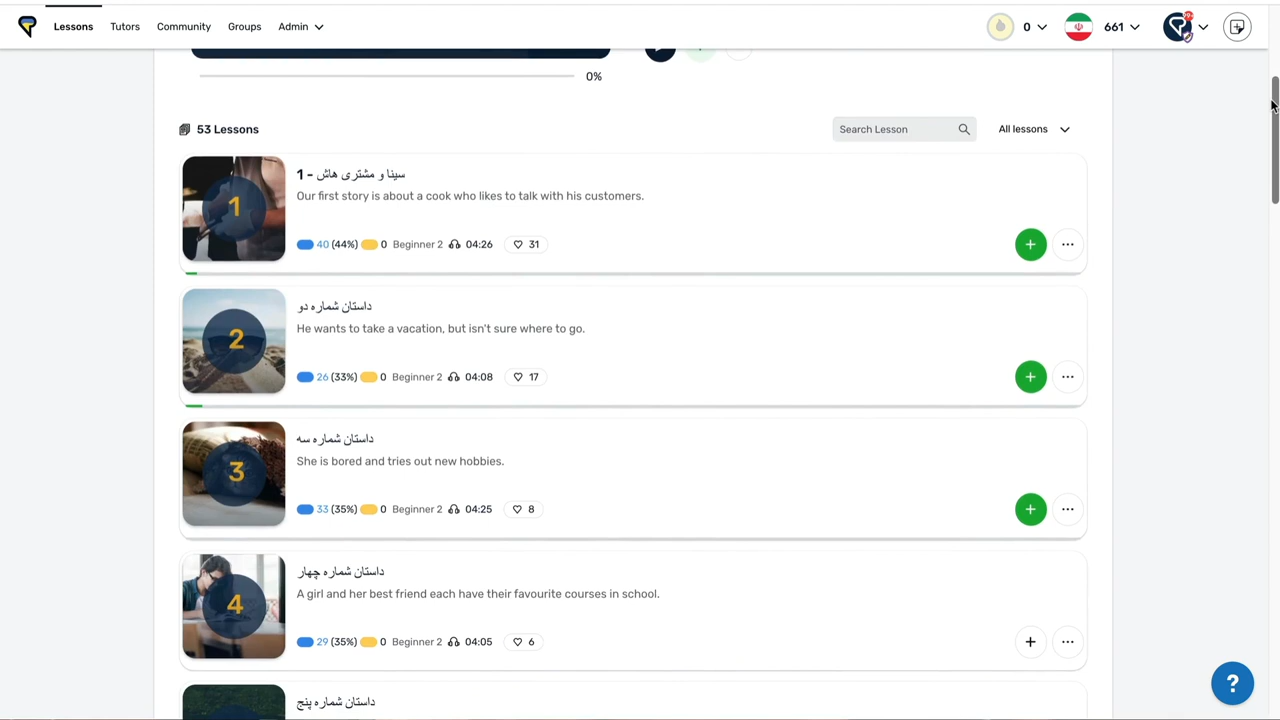 Lessons
Tutors
Community
Groups
Admin
0
661
0%
53 Lessons
Search Lesson
All lessons
1
1 - سینا و مشتری هاش
Our first story is about a cook who likes to talk with his customers.
40 (44%) 0 Beginner 2 04:26 31
2
داستان شماره دو
He wants to take a vacation, but isn't sure where to go.
26 (33%) 0 Beginner 2 04:08 17
3
داستان شماره سه
She is bored and tries out new hobbies.
33 (35%) 0 Beginner 2 04:25 8
4
داستان شماره چهار
A girl and her best friend each have their favourite courses in school.
29 (35%) 0 Beginner 2 04:05 6
داستان شماره پنج
?